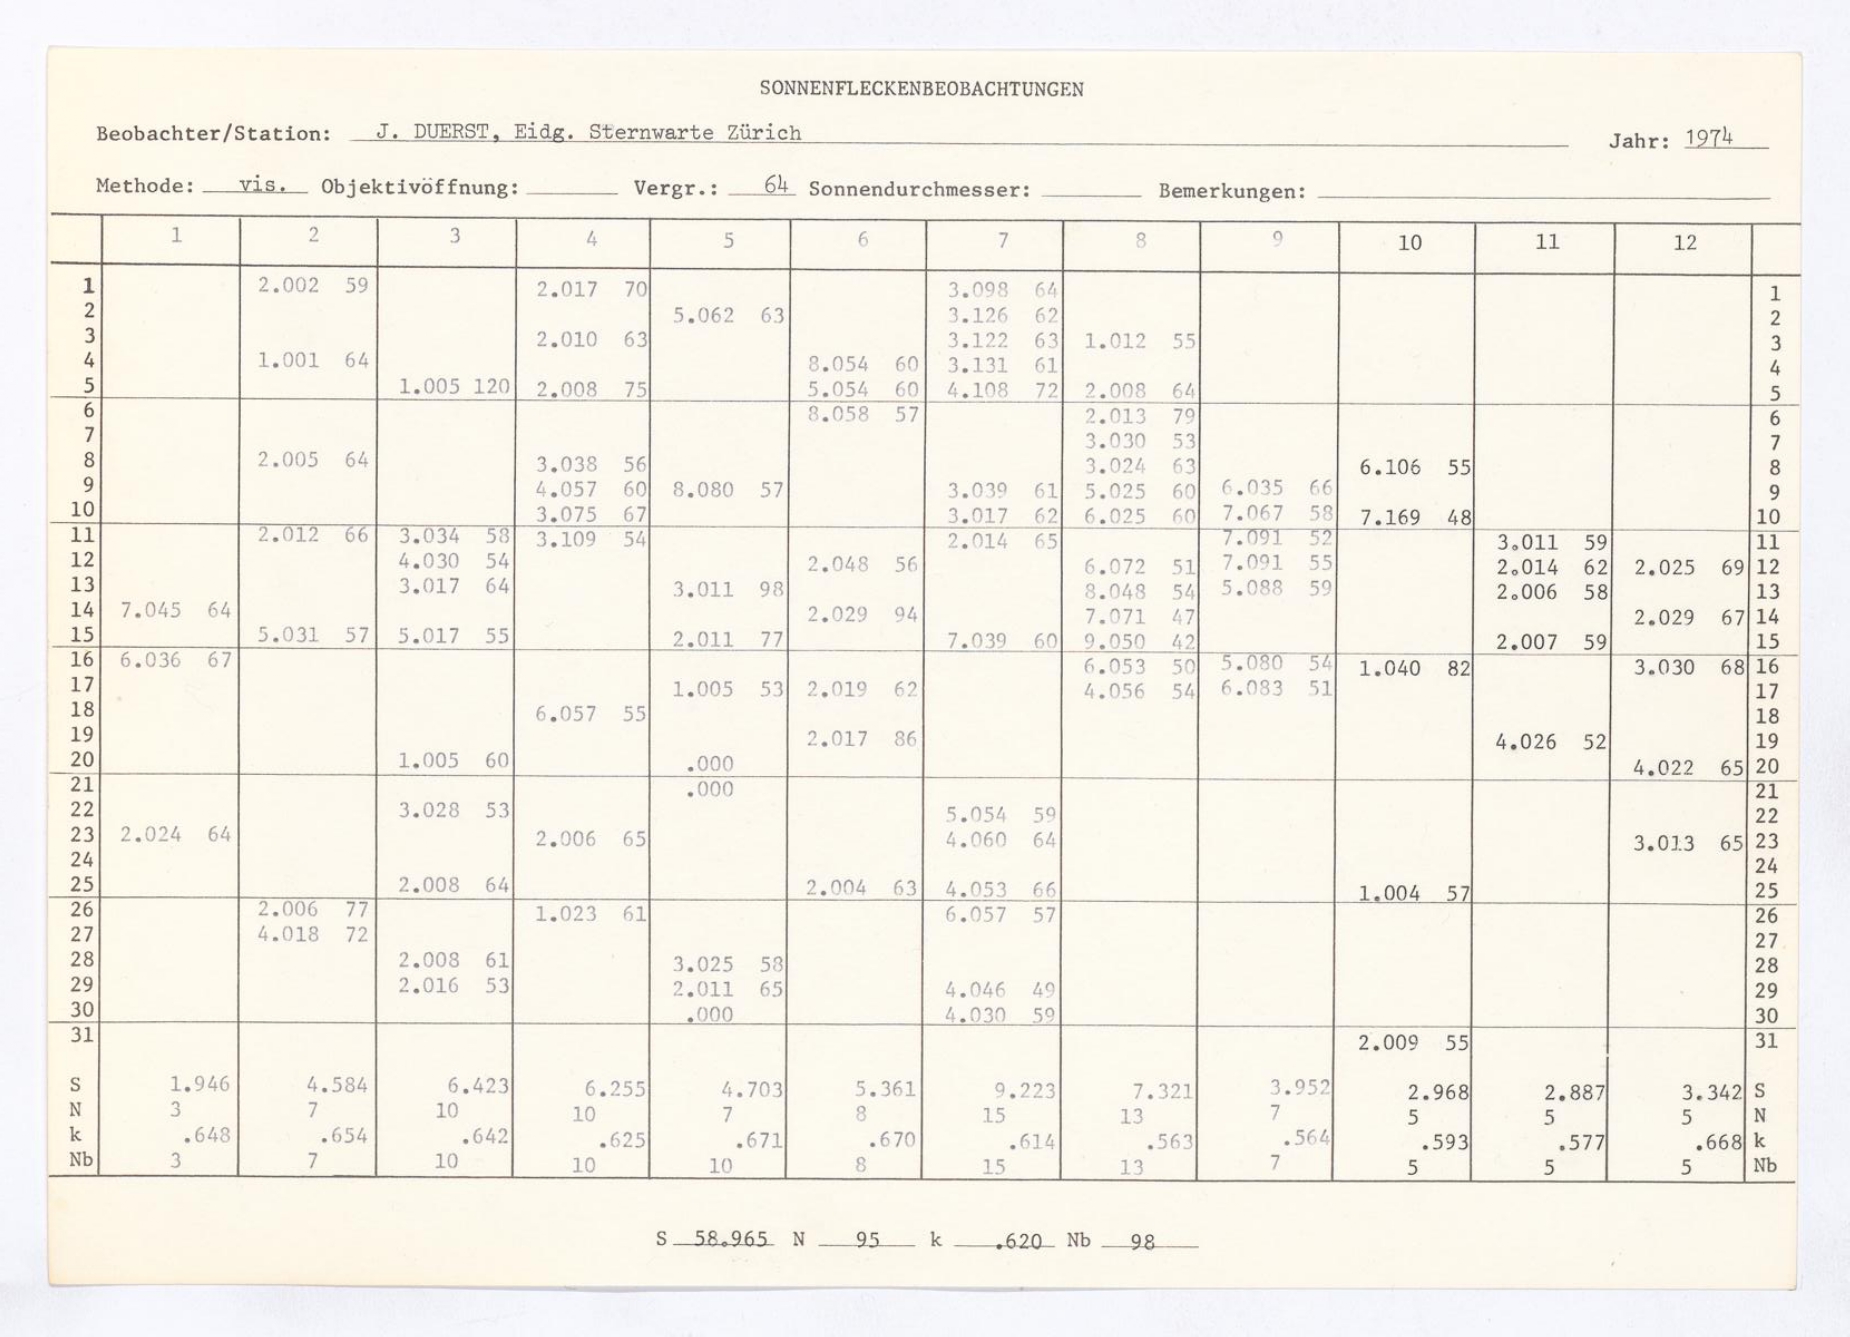 SONNENFLECKENBEOBACHTUNGEN
Beobachter/Station: J. DUERST, Eidg. Sternwarte Zürich Jahr: 1974
Methode: vis. Objektivöffnung: Vergr.: 64 Sonnendurchmesser: Bemerkungen:
1 2 3 4 5 6 7 8 9 10 11 12
1 2.002 59 2.017 70 3.098 64 1
2 5.062 63 3.126 62 2
3 2.010 63 3.122 63 1.012 55 3
4 1.001 64 8.054 60 3.131 61 4
5 1.005 120 2.008 75 5.054 60 4.108 72 2.008 64 5
6 8.058 57 2.013 79 6
7 3.030 53 7
8 2.005 64 3.038 56 3.024 63 6.106 55 8
9 4.057 60 8.080 57 3.039 61 5.025 60 6.035 66 9
10 3.075 67 3.017 62 6.025 60 7.067 58 7.169 48 10
11 2.012 66 3.034 58 3.109 54 2.014 65 7.091 52 3.011 59 11
12 4.030 54 2.048 56 6.072 51 7.091 55 2.014 62 2.025 69 12
13 3.017 64 3.011 98 8.048 54 5.088 59 2.006 58 13
14 7.045 64 2.029 94 7.071 47 2.029 67 14
15 5.031 57 5.017 55 2.011 77 7.039 60 9.050 42 2.007 59 15
16 6.036 67 6.053 50 5.080 54 1.040 82 3.030 68 16
17 1.005 53 2.019 62 4.056 54 6.083 51 17
18 6.057 55 18
19 2.017 86 4.026 52 19
20 1.005 60 .000 4.022 65 20
21 .000 21
22 3.028 53 5.054 59 22
23 2.024 64 2.006 65 4.060 64 3.013 65 23
24 24
25 2.008 64 2.004 63 4.053 66 1.004 57 25
26 2.006 77 1.023 61 6.057 57 26
27 4.018 72 27
28 2.008 61 3.025 58 28
29 2.016 53 2.011 65 4.046 49 29
30 .000 4.030 59 30
31 2.009 55 31
S 1.946 4.584 6.423 6.255 4.703 5.361 9.223 7.321 3.952 2.968 2.887 3.342 S
N 3 7 10 10 7 8 15 13 7 5 5 5 N
k .648 .654 .642 .625 .671 .670 .614 .563 .564 .593 .577 .668 k
Nb 3 7 10 10 10 8 15 13 7 5 5 5 Nb
S 58.965 N 95 k .620 Nb 98